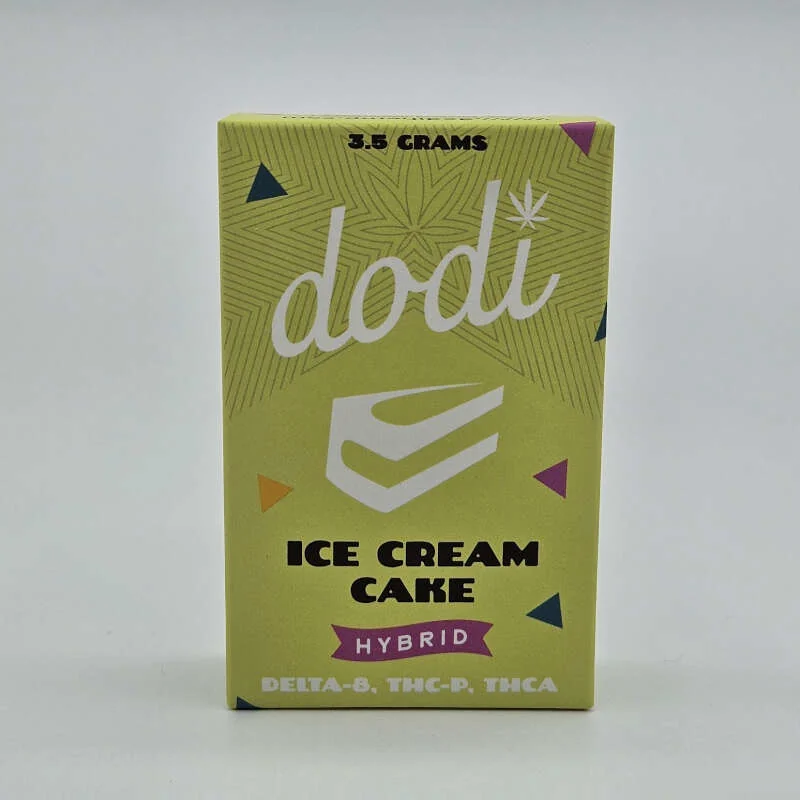 3.5 GRAMS
dodi
ICE CREAM
CAKE
HYBRID
DELTA-8, THC-P, THCA